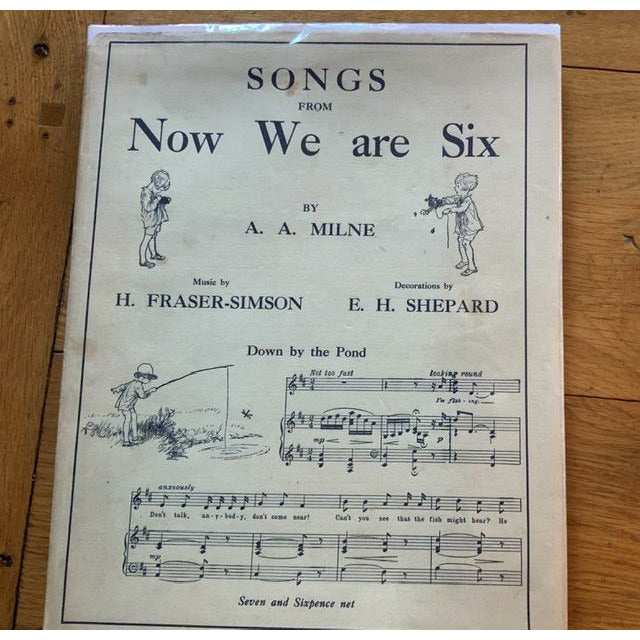 SONGS
FROM
Now We are Six
BY
A. A. MILNE
Music by
H. FRASER-SIMSON
Decorations by
E. H. SHEPARD
Down by the Pond
Not too fast
looking round
I'm fish-ing—
mp
p
anxiously
Don't talk, an-y-bod-y, don't come near! Can't you see that the fish might hear? He
mp
Seven and Sixpence net